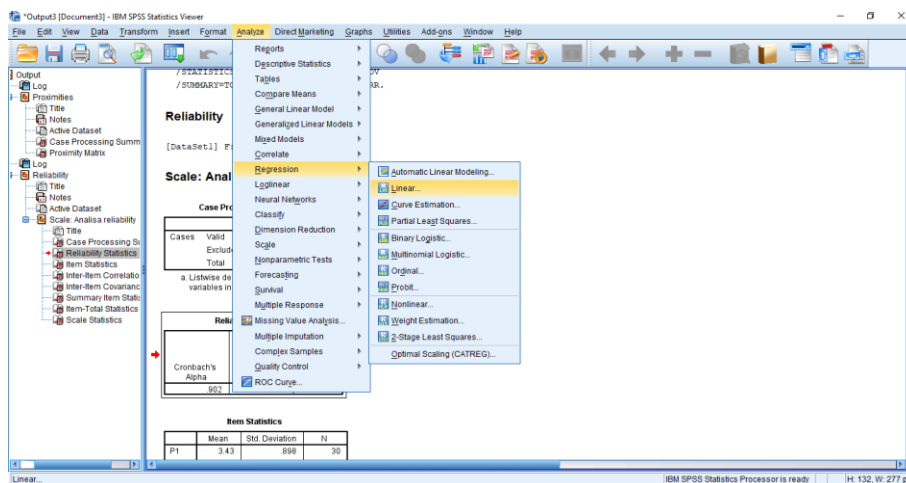 *Output3 [Document3] - IBM SPSS Statistics Viewer
File Edit View Data Transform Insert Format Analyze Direct Marketing Graphs Utilities Add-ons Window Help
Output
Log
Proximities
Title
Notes
Active Dataset
Case Processing Summ
Proximity Matrix
Log
Reliability
Title
Notes
Active Dataset
Scale: Analisa reliability
Title
Case Processing Su
Reliability Statistics
Item Statistics
Inter-Item Correlatio
Inter-Item Covarianc
Summary Item Statis
Item-Total Statistics
Scale Statistics
/STATISTICS
OV
/SUMMARY=TO
RR.
Reliability
[DataSet1] F:
Scale: Anal
Case Pro
Cases Valid
Exclude
Total
a. Listwise de
variables in
Relia
Cronbach's
Alpha
.902
Item Statistics
Mean Std. Deviation N
P1 3.43 .898 30
Reports
Descriptive Statistics
Tables
Compare Means
General Linear Model
Generalized Linear Models
Mixed Models
Correlate
Regression
Loglinear
Neural Networks
Classify
Dimension Reduction
Scale
Nonparametric Tests
Forecasting
Survival
Multiple Response
Missing Value Analysis...
Multiple Imputation
Complex Samples
Quality Control
ROC Curve...
Automatic Linear Modeling...
Linear...
Curve Estimation...
Partial Least Squares...
Binary Logistic...
Multinomial Logistic...
Ordinal...
Probit...
Nonlinear...
Weight Estimation...
2-Stage Least Squares...
Optimal Scaling (CATREG)...
Linear...
IBM SPSS Statistics Processor is ready
H: 132, W: 277 p